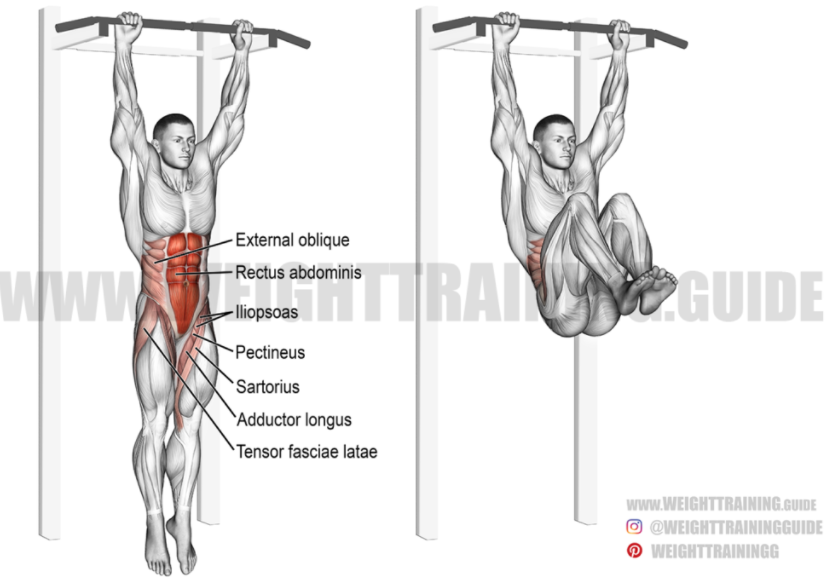 External oblique
Rectus abdominis
Iliopsoas
Pectineus
Sartorius
Adductor longus
Tensor fasciae latae
WWW.WEIGHTTRAINING.GUIDE
WWW.WEIGHTTRAINING.GUIDE
@WEIGHTTRAININGGUIDE
WEIGHTTRAININGG